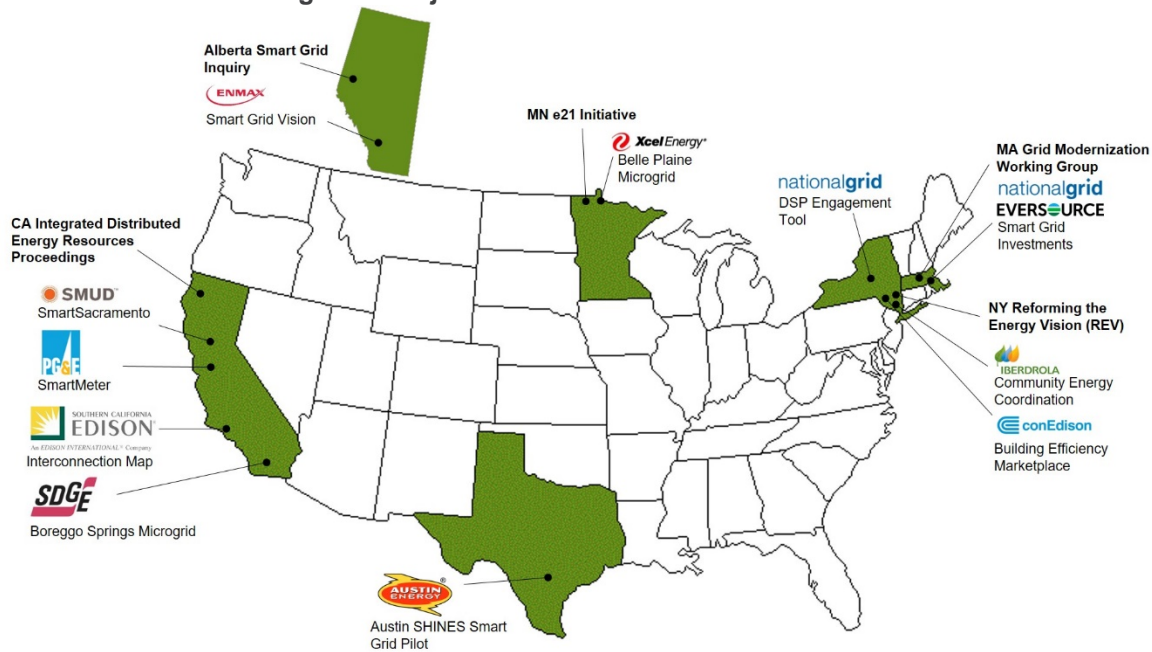 Alberta Smart Grid
Inquiry
ENMAX
Smart Grid Vision
MN e21 Initiative
Xcel Energy®
Belle Plaine
Microgrid
MA Grid Modernization
Working Group
nationalgrid
EVERSOURCE
Smart Grid
Investments
nationalgrid
DSP Engagement
Tool
CA Integrated Distributed
Energy Resources
Proceedings
SMUD™
SmartSacramento
PG&E
SmartMeter
SOUTHERN CALIFORNIA
EDISON®
An EDISON INTERNATIONAL® Company
Interconnection Map
SDGE
Boreggo Springs Microgrid
NY Reforming the
Energy Vision (REV)
IBERDROLA
Community Energy
Coordination
conEdison
Building Efficiency
Marketplace
AUSTIN
ENERGY
®
Austin SHINES Smart
Grid Pilot